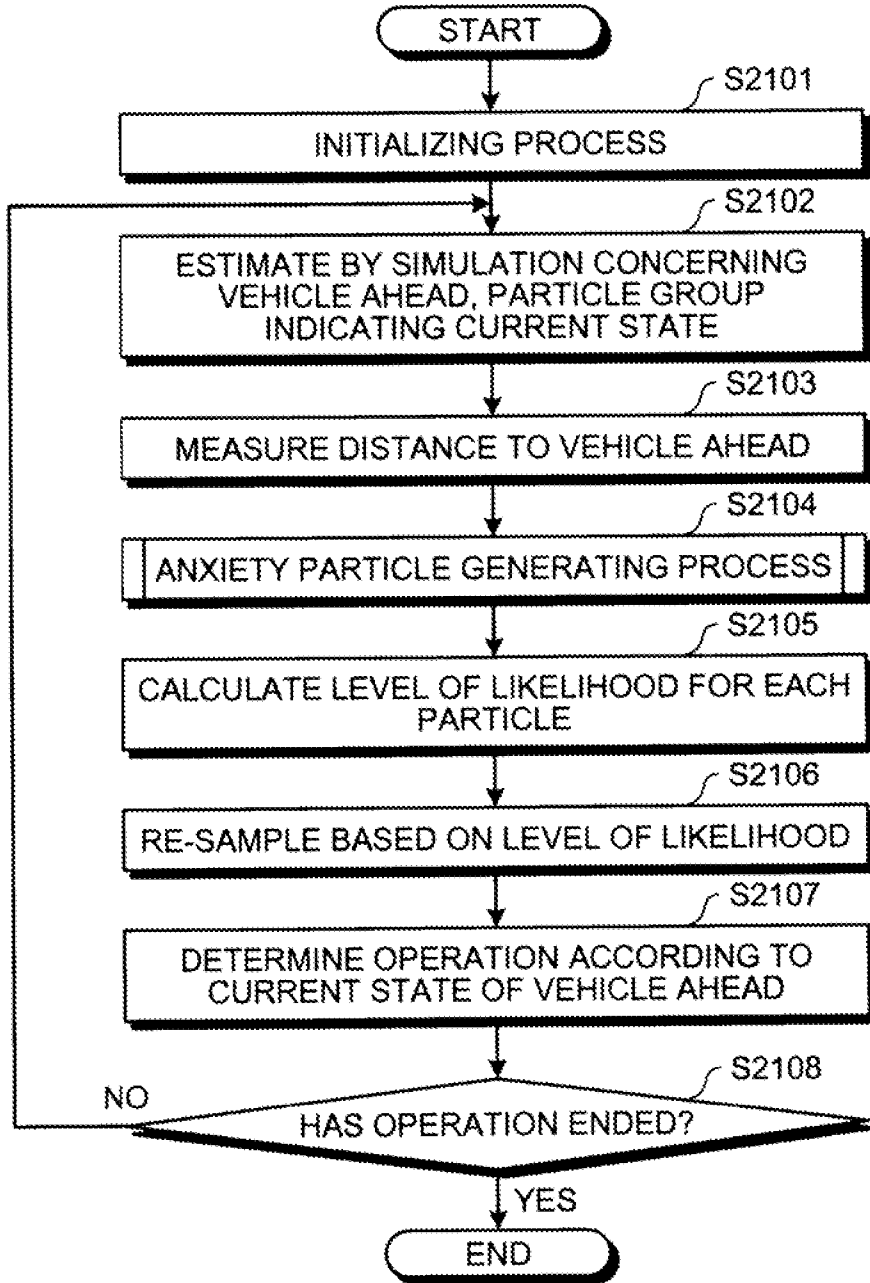 START
S2101
INITIALIZING PROCESS
S2102
ESTIMATE BY SIMULATION CONCERNING
VEHICLE AHEAD, PARTICLE GROUP
INDICATING CURRENT STATE
S2103
MEASURE DISTANCE TO VEHICLE AHEAD
S2104
ANXIETY PARTICLE GENERATING PROCESS
S2105
CALCULATE LEVEL OF LIKELIHOOD FOR EACH
PARTICLE
S2106
RE-SAMPLE BASED ON LEVEL OF LIKELIHOOD
S2107
DETERMINE OPERATION ACCORDING TO
CURRENT STATE OF VEHICLE AHEAD
S2108
NO
HAS OPERATION ENDED?
YES
END